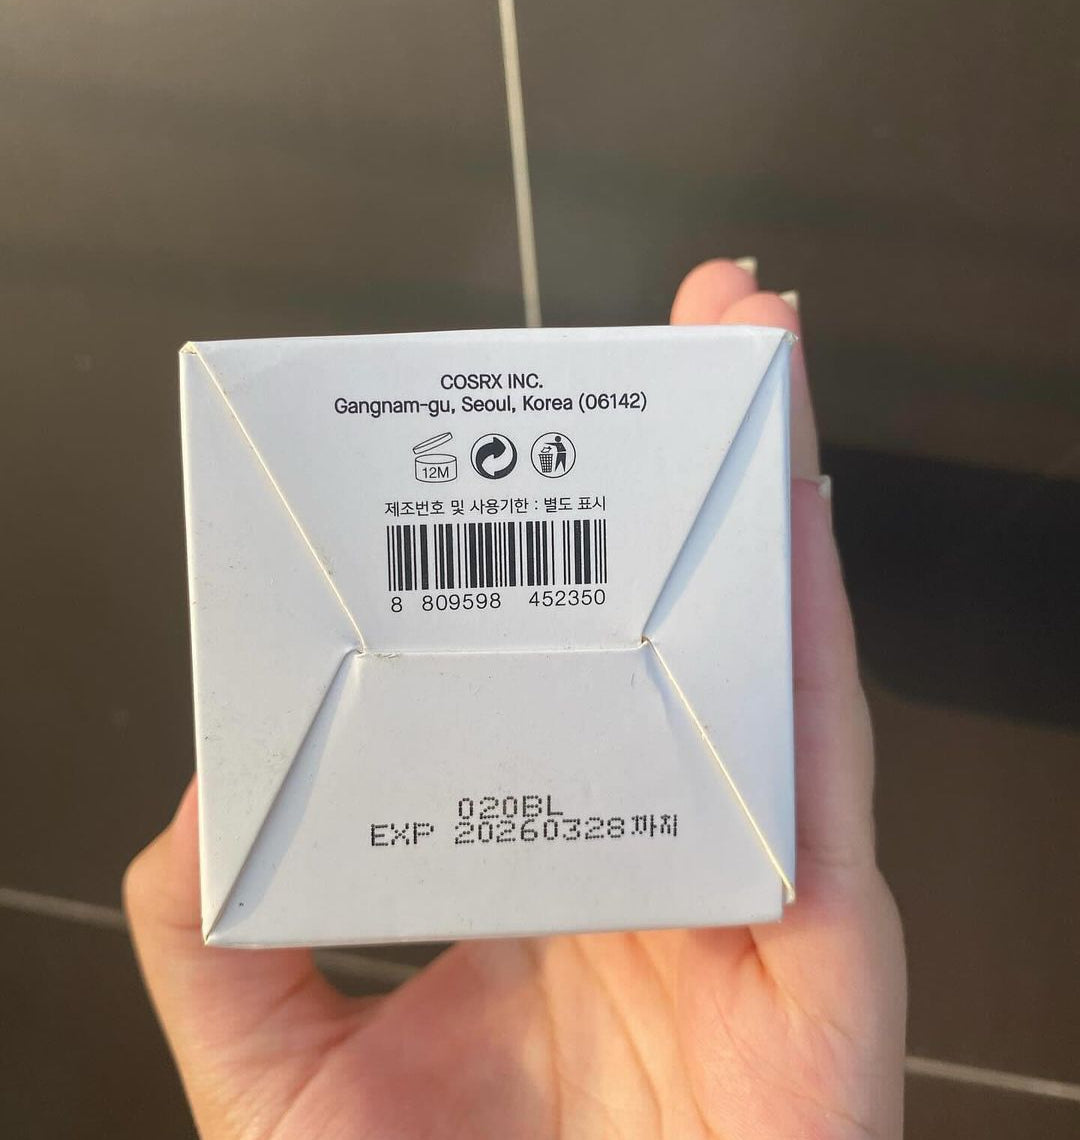 COSRX INC.
Gangnam-gu, Seoul, Korea (06142)
12M
제조번호 및 사용기한 : 별도 표시
8 809598 452350
020BL
EXP 20260328까지